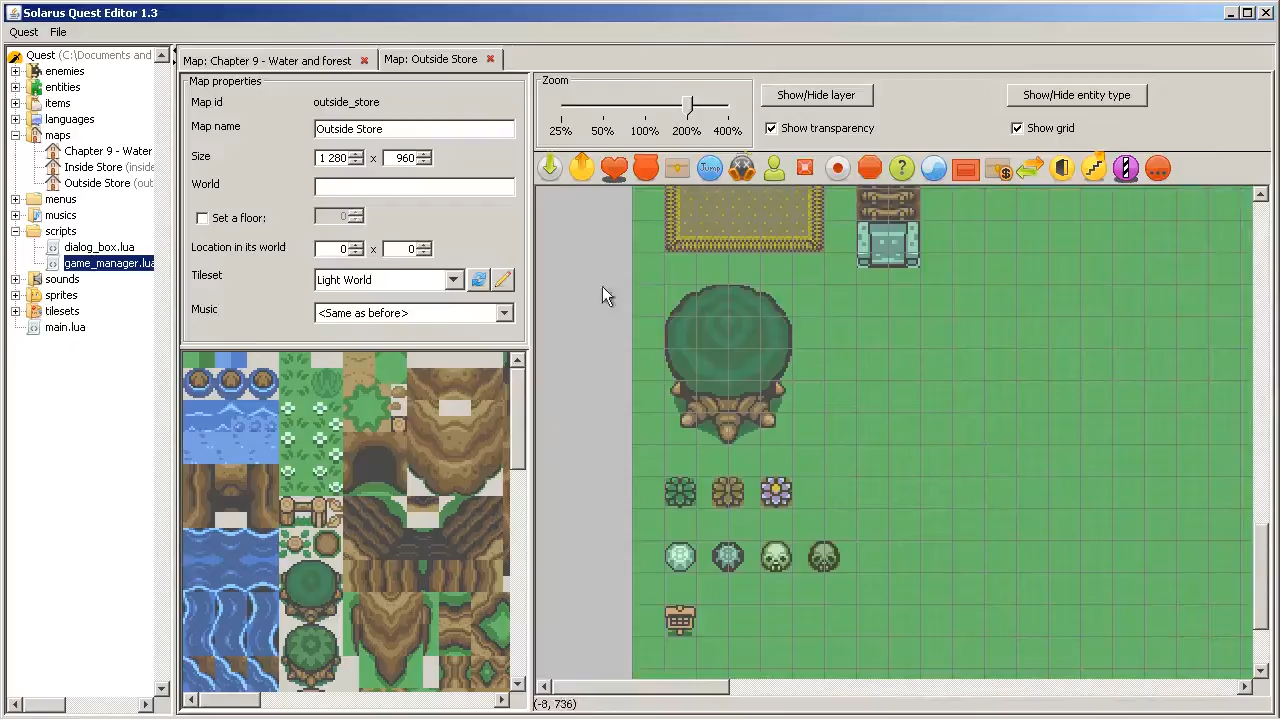 Solarus Quest Editor 1.3
Quest File
Quest (C:\Documents and
enemies
entities
items
languages
maps
Chapter 9 - Water
Inside Store (inside
Outside Store (out
menus
musics
scripts
dialog_box.lua
game_manager.lua
sounds
sprites
tilesets
main.lua
Map: Chapter 9 - Water and forest
Map: Outside Store
Map properties
Map id outside_store
Map name Outside Store
Size 1 280 x 960
World
Set a floor: 0
Location in its world 0 x 0
Tileset Light World
Music <Same as before>
Zoom
25% 50% 100% 200% 400%
Show/Hide layer
Show transparency
Show/Hide entity type
Show grid
Jump
?
$
...
(-8, 736)